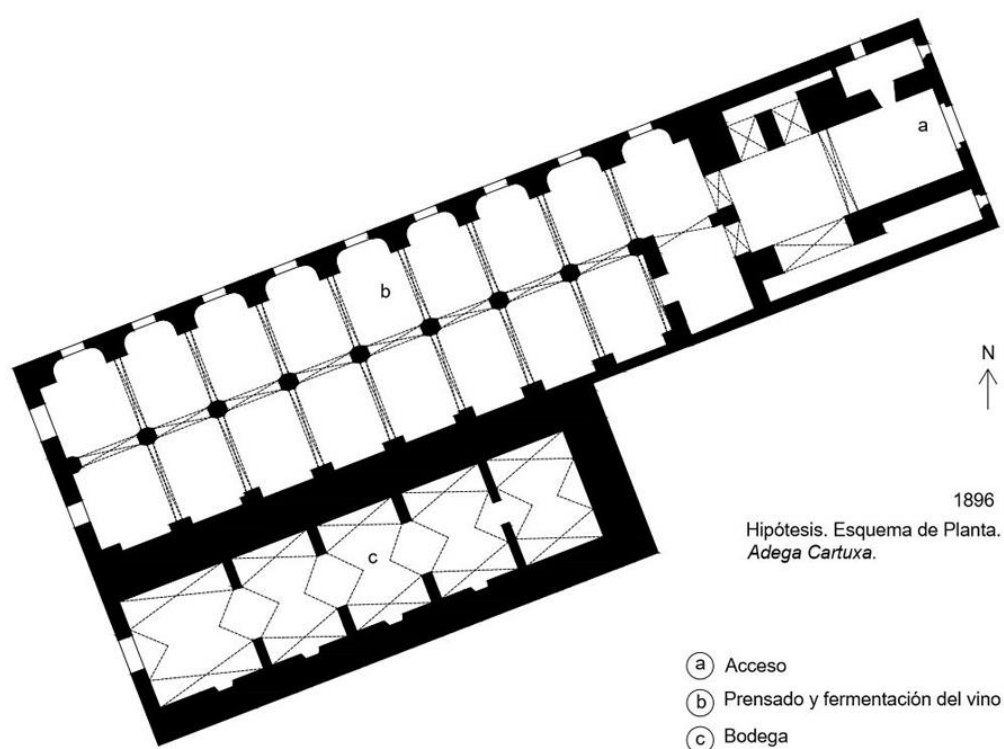 a
b
N
1896
Hipótesis. Esquema de Planta.
Adega Cartuxa.
c
a Acceso
b Prensado y fermentación del vino
c Bodega